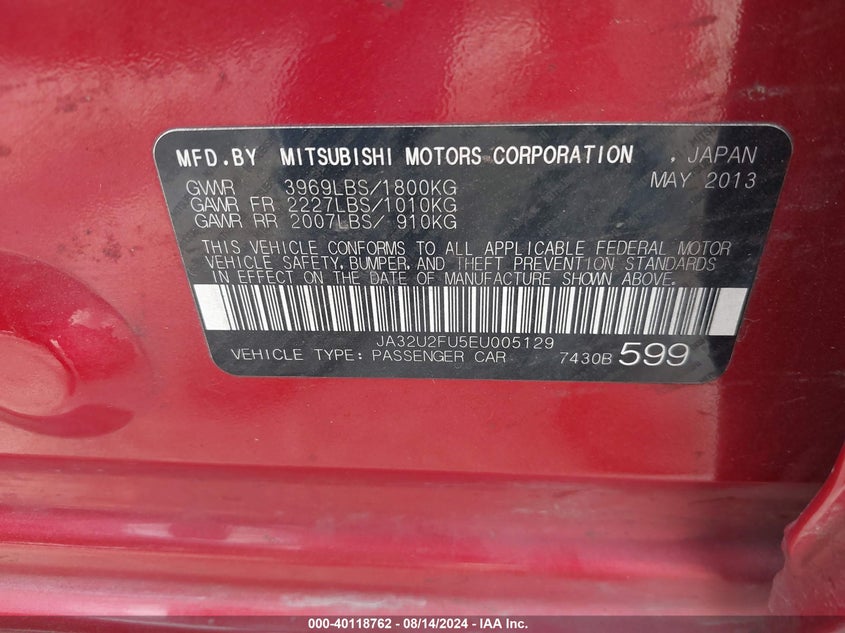 MFD.BY MITSUBISHI MOTORS CORPORATION , JAPAN
GVWR 3969LBS/1800KG MAY 2013
GAWR FR 2227LBS/1010KG
GAWR RR 2007LBS/ 910KG
THIS VEHICLE CONFORMS TO ALL APPLICABLE FEDERAL MOTOR
VEHICLE SAFETY, BUMPER, AND THEFT PREVENTION STANDARDS
IN EFFECT ON THE DATE OF MANUFACTURE SHOWN ABOVE.
JA32U2FU5EU005129
VEHICLE TYPE: PASSENGER CAR 7430B 599
000-40118762 - 08/14/2024 - IAA Inc.